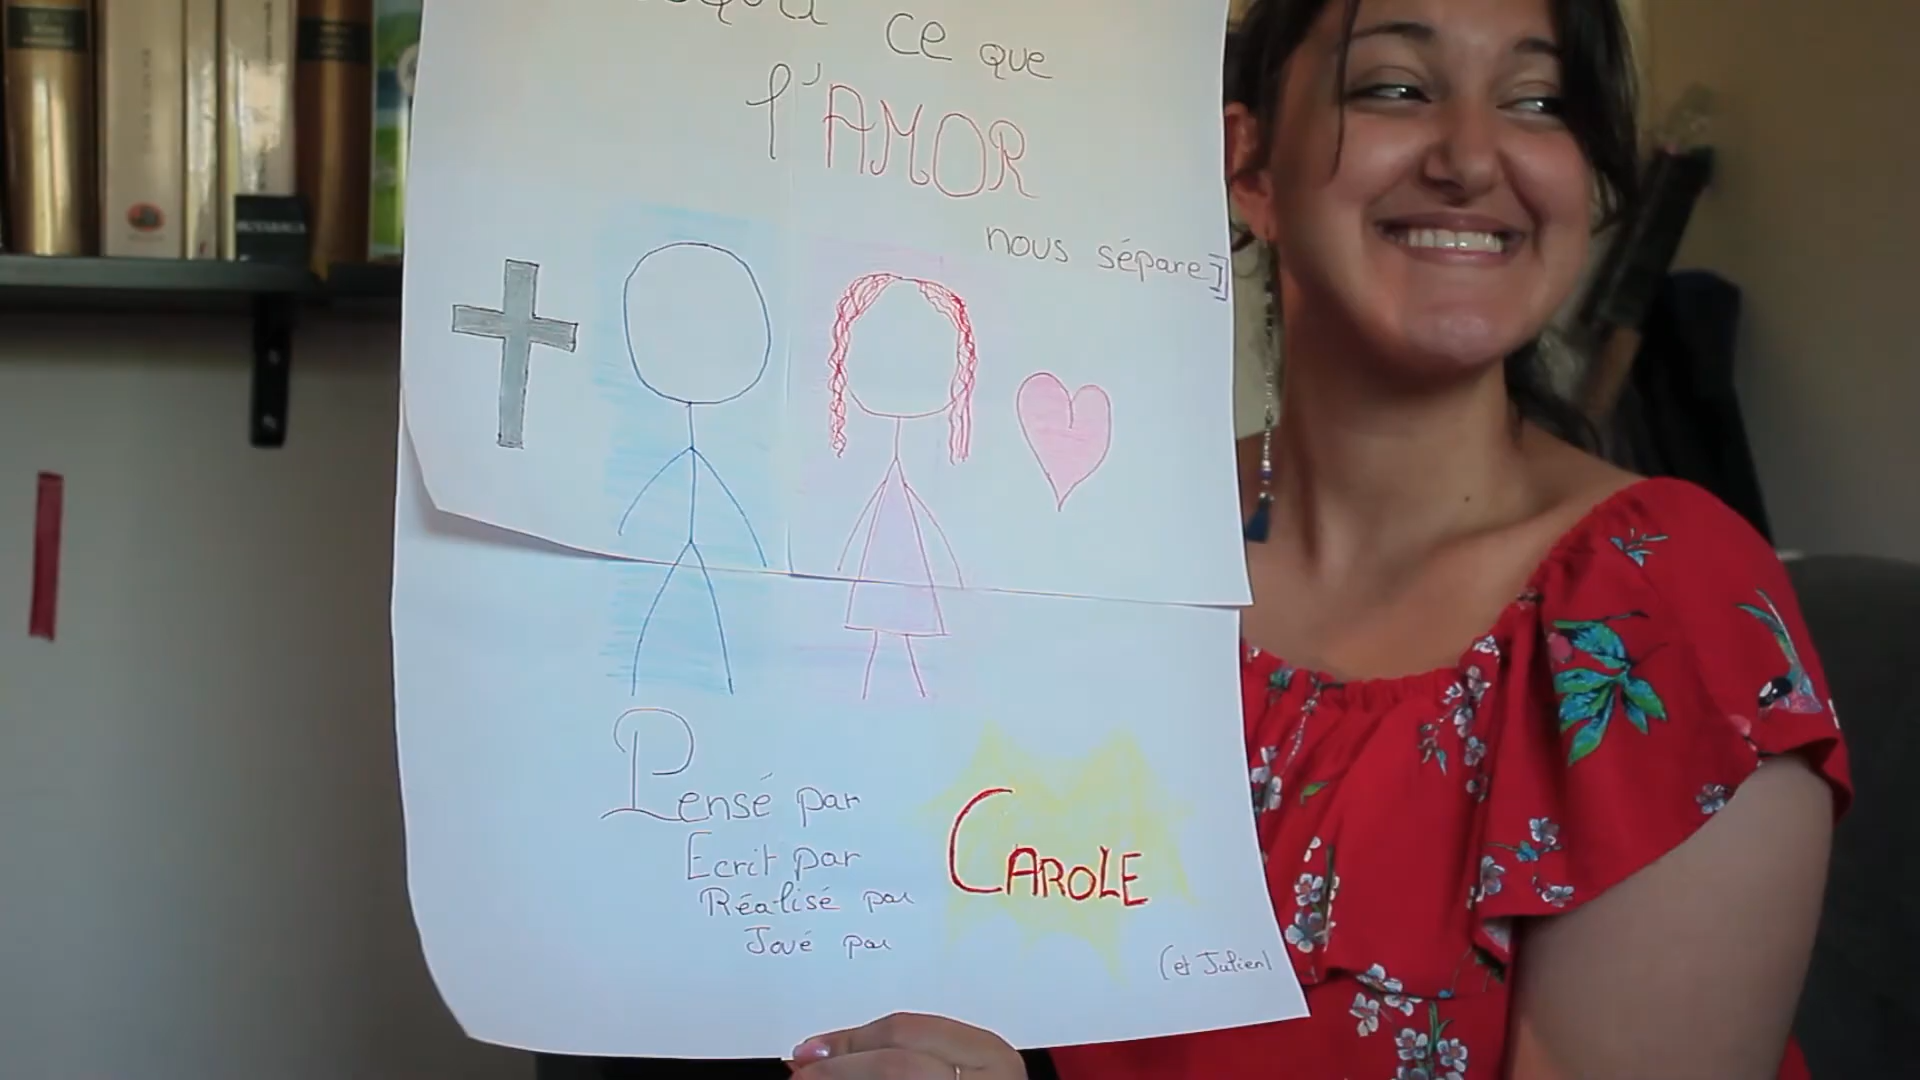 ce que
l'AMOR
nous sépare]
Pensé par
Ecrit par
Réalisé par
Joué par
CAROLE
(et Julien)